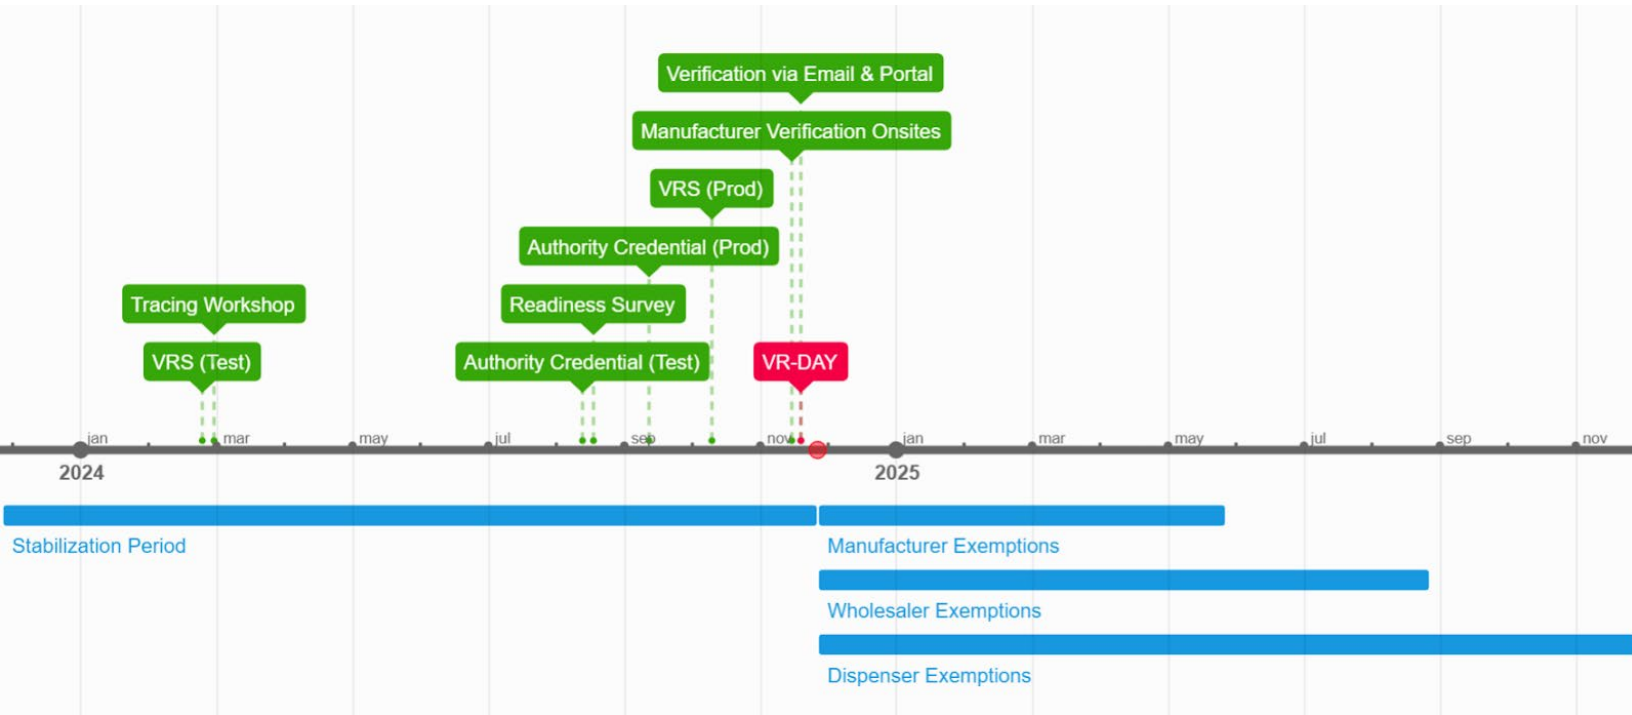 Verification via Email & Portal
Manufacturer Verification Onsites
VRS (Prod)
Authority Credential (Prod)
Tracing Workshop
Readiness Survey
VRS (Test)
Authority Credential (Test)
VR-DAY
jan
mar
may
jul
sep
nov
jan
mar
may
jul
sep
nov
2024
2025
Stabilization Period
Manufacturer Exemptions
Wholesaler Exemptions
Dispenser Exemptions